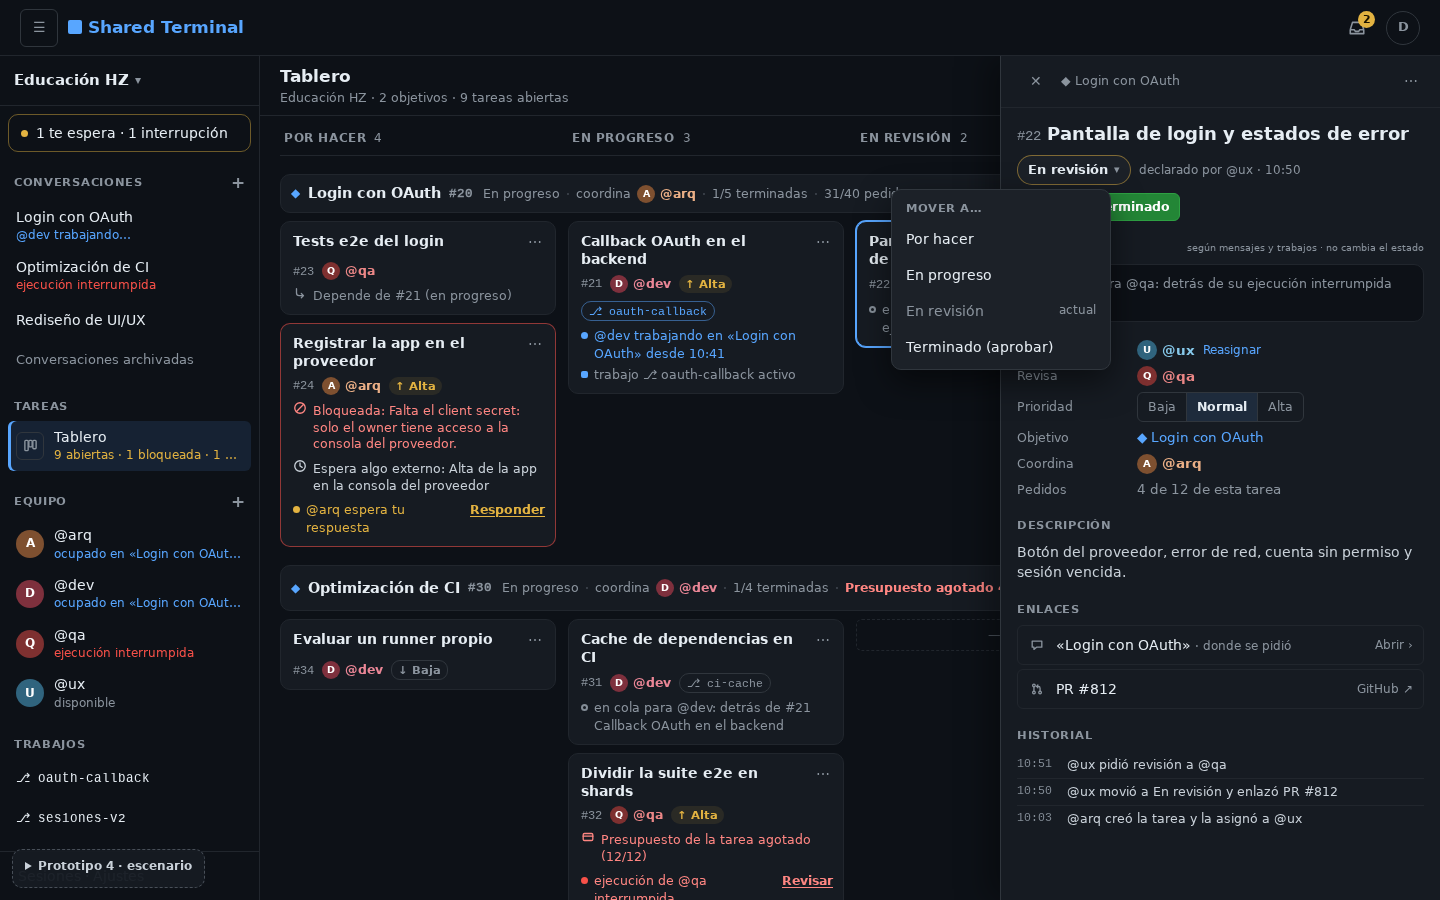 ☰ Shared Terminal
2
D
Educación HZ ▾
1 te espera · 1 interrupción
CONVERSACIONES +
Login con OAuth
@dev trabajando…
Optimización de CI
ejecución interrumpida
Rediseño de UI/UX
Conversaciones archivadas
TAREAS
Tablero
9 abiertas · 1 bloqueada · 1 …
EQUIPO +
A @arq
ocupado en «Login con OAut…
D @dev
ocupado en «Login con OAut…
Q @qa
ejecución interrumpida
U @ux
disponible
TRABAJOS
⎇ oauth-callback
⎇ sesiones-v2
Prototipo 4 · escenario
Tablero
Educación HZ · 2 objetivos · 9 tareas abiertas
POR HACER 4
EN PROGRESO 3
EN REVISIÓN 2
◆ Login con OAuth #20 En progreso · coordina A @arq · 1/5 terminadas · 31/40
Tests e2e del login ⋯
#23 Q @qa
Depende de #21 (en progreso)
Registrar la app en el ⋯
proveedor
#24 A @arq ↑ Alta
Bloqueada: Falta el client secret:
solo el owner tiene acceso a la
consola del proveedor.
Espera algo externo: Alta de la app
en la consola del proveedor
@arq espera tu
respuesta
Responder
Callback OAuth en el ⋯
backend
#21 D @dev ↑ Alta
⎇ oauth-callback
@dev trabajando en «Login con
OAuth» desde 10:41
trabajo ⎇ oauth-callback activo
de
#22
◆ Optimización de CI #30 En progreso · coordina D @dev · 1/4 terminadas · Presupuesto agotado
Evaluar un runner propio ⋯
#34 D @dev ↓ Baja
Cache de dependencias en ⋯
CI
#31 D @dev ⎇ ci-cache
en cola para @dev: detrás de #21
Callback OAuth en el backend
Dividir la suite e2e en ⋯
shards
#32 Q @qa ↑ Alta
Presupuesto de la tarea agotado
(12/12)
ejecución de @qa
interrumpida
Revisar
MOVER A…
Por hacer
En progreso
En revisión actual
Terminado (aprobar)
✕ ◆ Login con OAuth ⋯
#22 Pantalla de login y estados de error
En revisión ▾ declarado por @ux · 10:50
según mensajes y trabajos · no cambia el estado
@qa: detrás de su ejecución interrumpida
U @ux Reasignar
Revisa Q @qa
Prioridad Baja Normal Alta
Objetivo ◆ Login con OAuth
Coordina A @arq
Pedidos 4 de 12 de esta tarea
DESCRIPCIÓN
Botón del proveedor, error de red, cuenta sin permiso y
sesión vencida.
ENLACES
«Login con OAuth» · donde se pidió Abrir ›
PR #812 GitHub ↗
HISTORIAL
10:51 @ux pidió revisión a @qa
10:50 @ux movió a En revisión y enlazó PR #812
10:03 @arq creó la tarea y la asignó a @ux